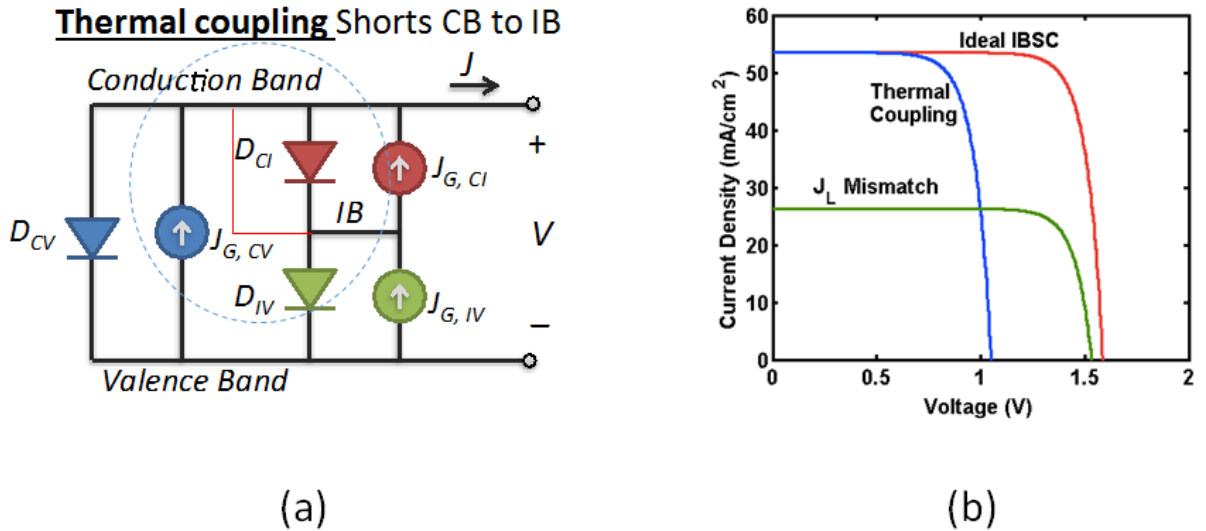 Thermal coupling Shorts CB to IB
Conduction Band
J
D_CI
J_G, CI
+
IB
D_CV
J_G, CV
V
D_IV
J_G, IV
–
Valence Band
(a)
60
50
40
30
20
10
0
Current Density (mA/cm²)
Ideal IBSC
Thermal
Coupling
J_L Mismatch
0
0.5
1
1.5
2
Voltage (V)
(b)